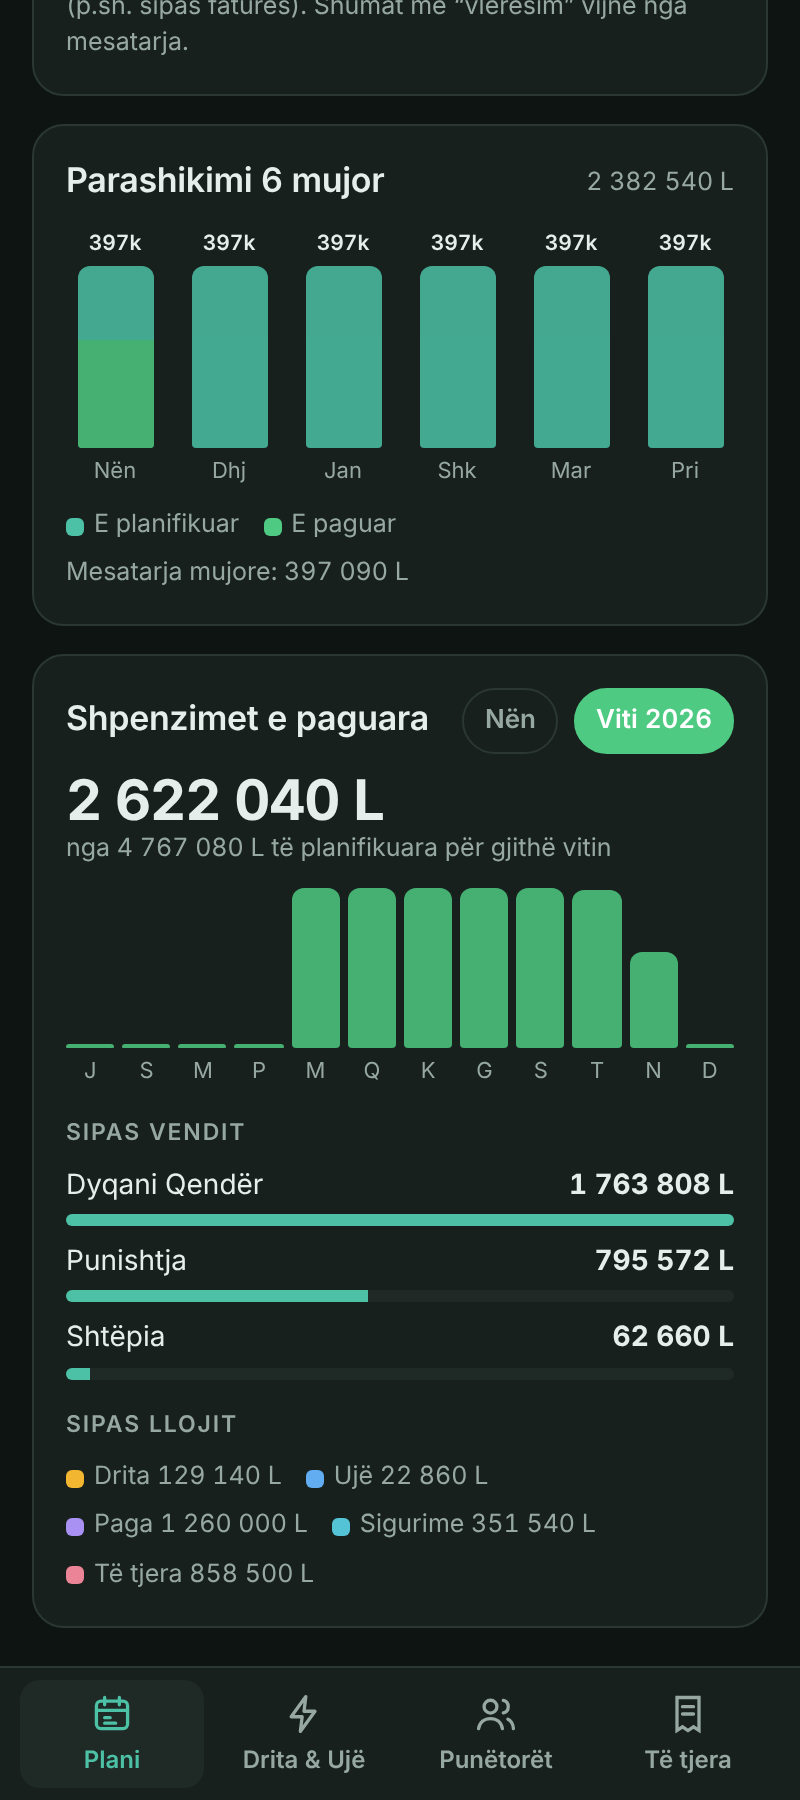 (p.sh. sipas faturës). Shumat me “vlerësim” vijnë nga
mesatarja.
Parashikimi 6 mujor
2 382 540 L
397k 397k 397k 397k 397k 397k
Nën Dhj Jan Shk Mar Pri
E planifikuar E paguar
Mesatarja mujore: 397 090 L
Shpenzimet e paguara
Nën
Viti 2026
2 622 040 L
nga 4 767 080 L të planifikuara për gjithë vitin
J S M P M Q K G S T N D
SIPAS VENDIT
Dyqani Qendër 1 763 808 L
Punishtja 795 572 L
Shtëpia 62 660 L
SIPAS LLOJIT
Drita 129 140 L Ujë 22 860 L
Paga 1 260 000 L Sigurime 351 540 L
Të tjera 858 500 L
Plani Drita & Ujë Punëtorët Të tjera